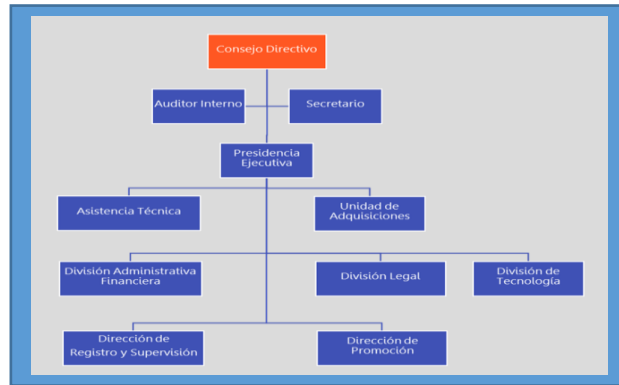 Consejo Directivo
Auditor Interno
Secretario
Presidencia
Ejecutiva
Asistencia Técnica
Unidad de
Adquisiciones
División Administrativa
Financiera
División Legal
División de
Tecnología
Dirección de
Registro y Supervisión
Dirección de
Promoción